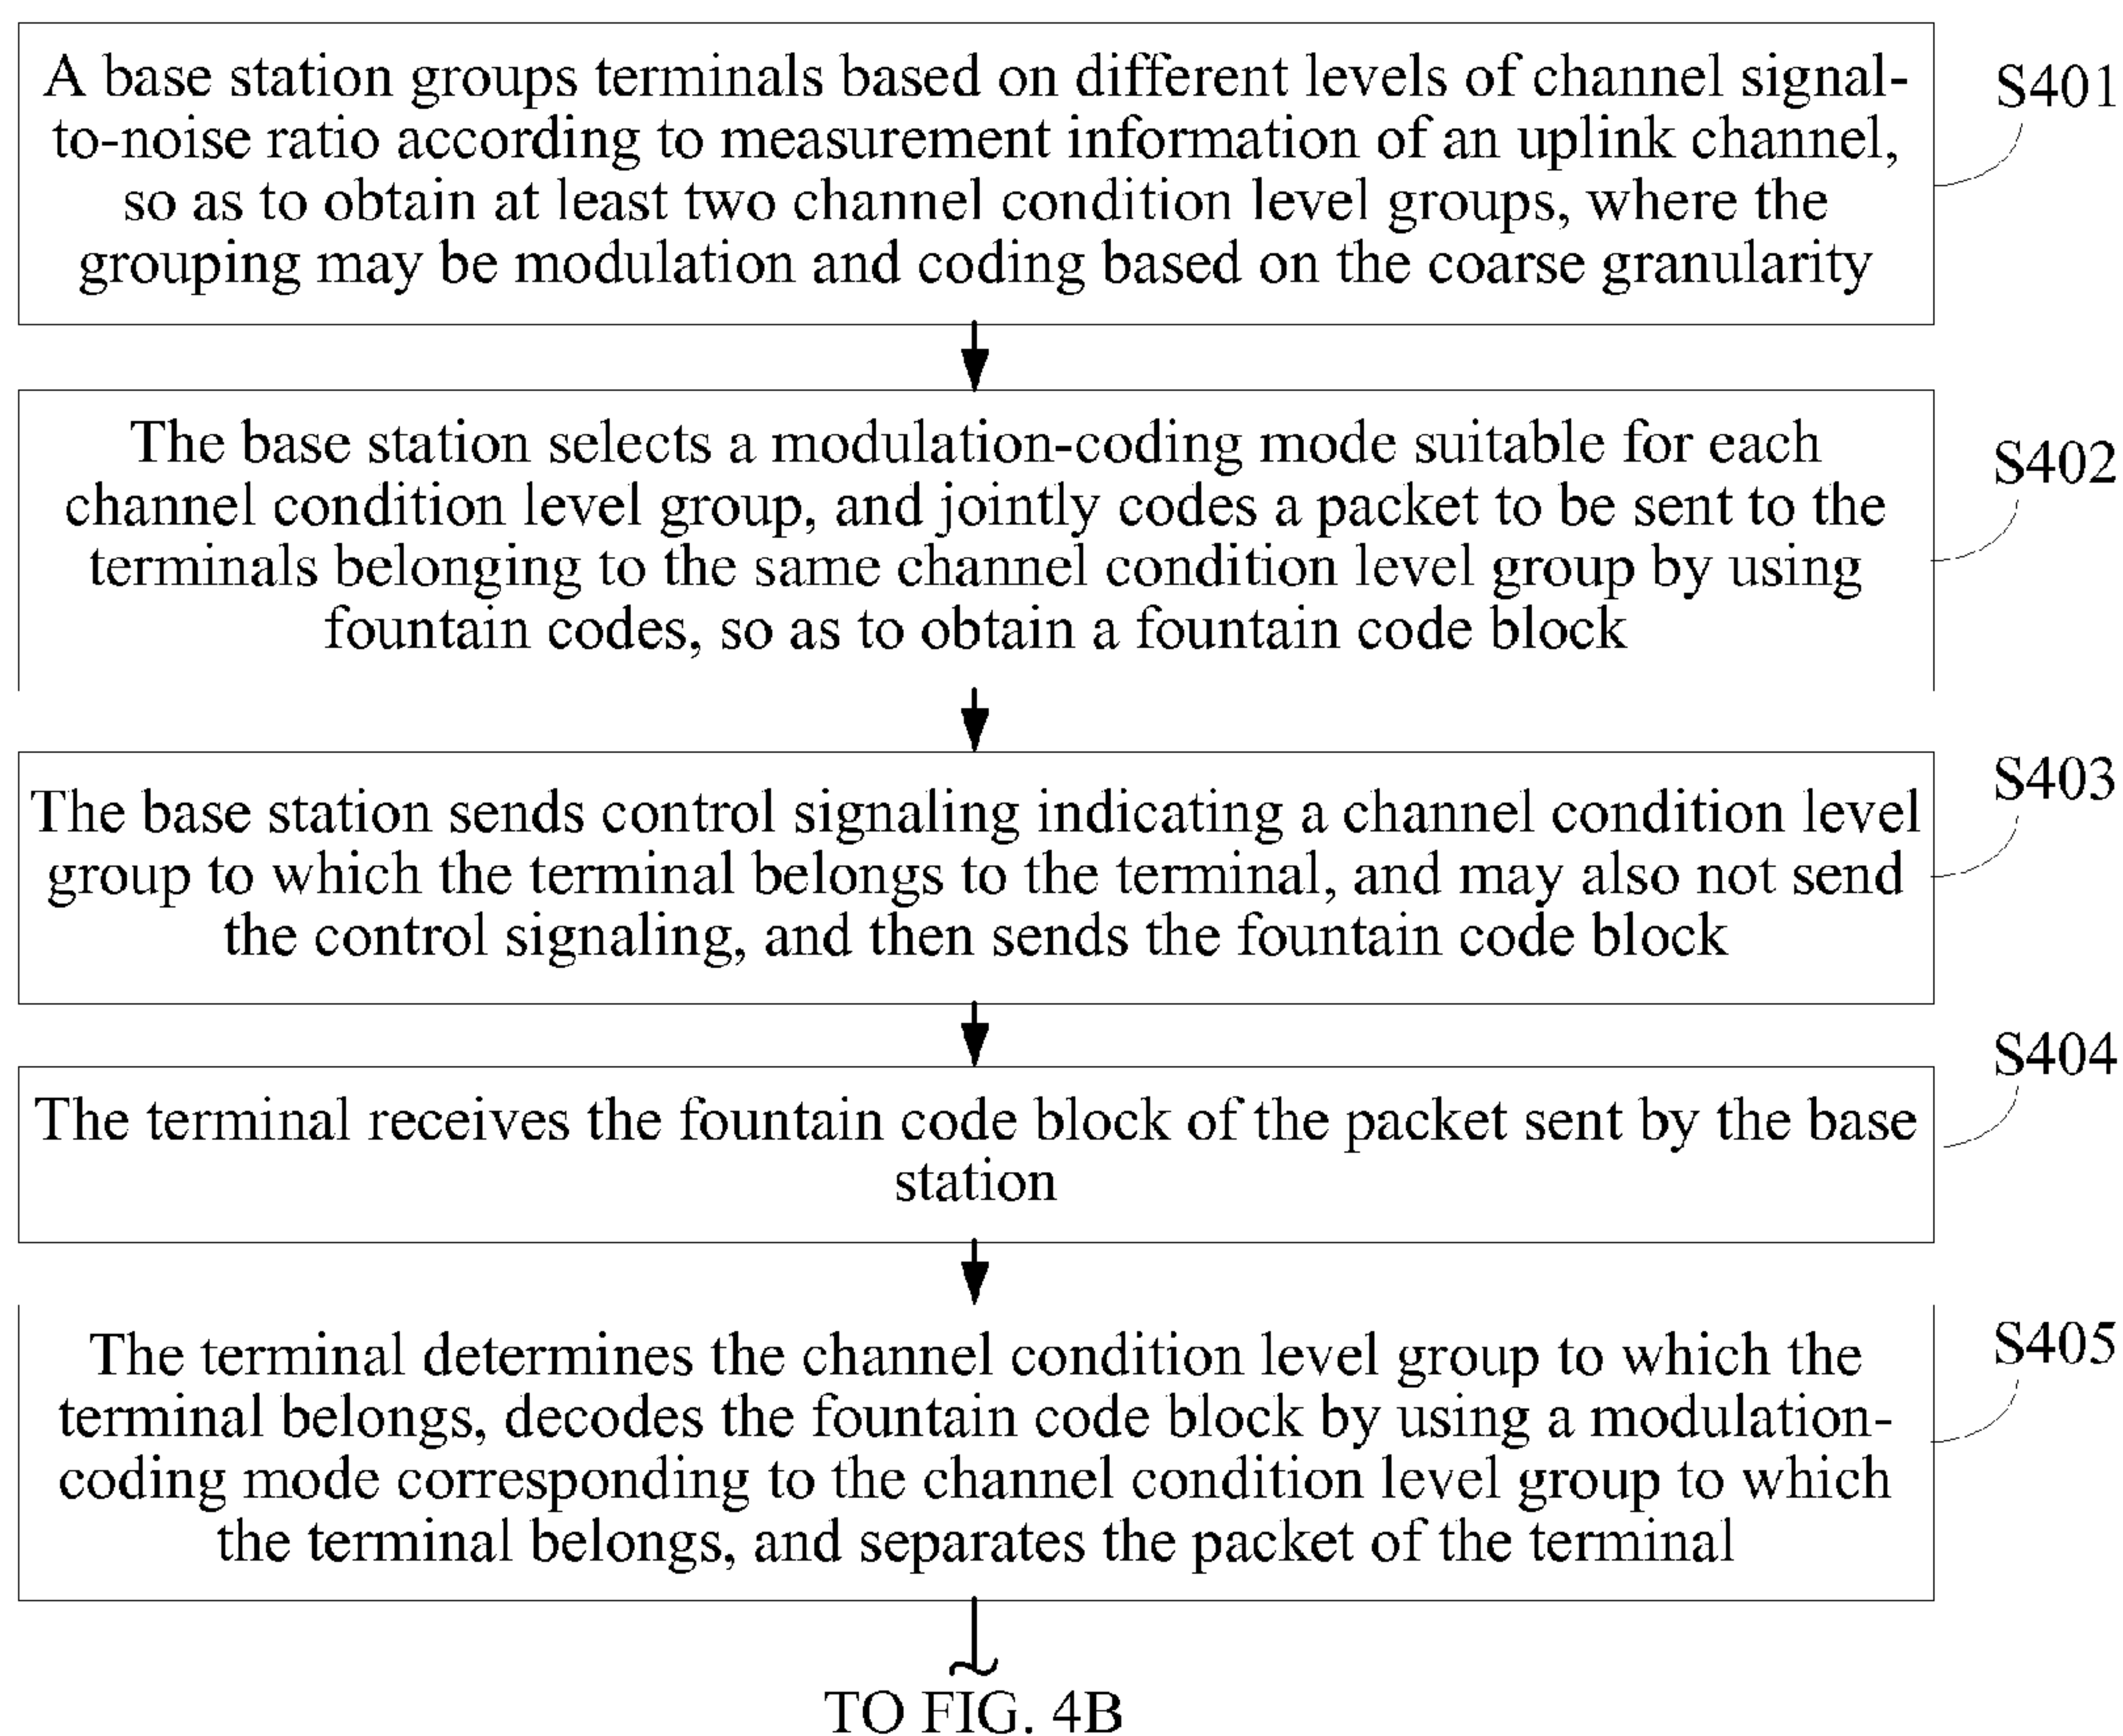 A base station groups terminals based on different levels of channel signal-
to-noise ratio according to measurement information of an uplink channel,
so as to obtain at least two channel condition level groups, where the
grouping may be modulation and coding based on the coarse granularity
S401
The base station selects a modulation-coding mode suitable for each
channel condition level group, and jointly codes a packet to be sent to the
terminals belonging to the same channel condition level group by using
fountain codes, so as to obtain a fountain code block
S402
The base station sends control signaling indicating a channel condition level
group to which the terminal belongs to the terminal, and may also not send
the control signaling, and then sends the fountain code block
S403
The terminal receives the fountain code block of the packet sent by the base
station
S404
The terminal determines the channel condition level group to which the
terminal belongs, decodes the fountain code block by using a modulation-
coding mode corresponding to the channel condition level group to which
the terminal belongs, and separates the packet of the terminal
S405
TO FIG. 4B